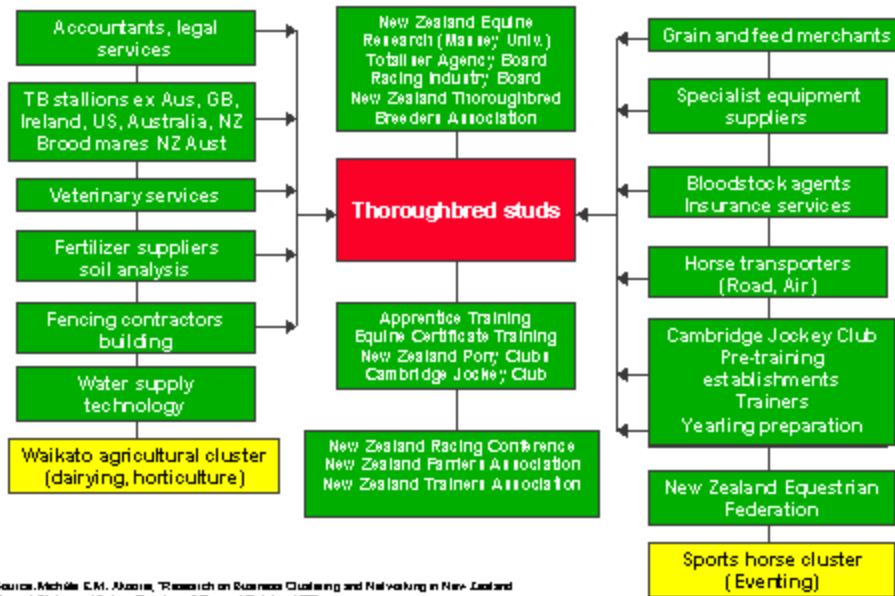 Accountants, legal
services
TB stallions ex Aus, GB,
Ireland, US, Australia, NZ
Brood mares NZ Aust
Veterinary services
Fertilizer suppliers
soil analysis
Fencing contractors
building
Water supply
technology
Waikato agricultural cluster
(dairying, horticulture)
New Zealand Equine
Research (Massey Univ.)
Totaliser Agency Board
Racing Industry Board
New Zealand Thoroughbred
Breeders Association
Thoroughbred studs
Apprentice Training
Equine Certificate Training
New Zealand Pony Clubs
Cambridge Jockey Club
New Zealand Racing Conference
New Zealand Farriers Association
New Zealand Trainers Association
Grain and feed merchants
Specialist equipment
suppliers
Bloodstock agents
Insurance services
Horse transporters
(Road, Air)
Cambridge Jockey Club
Pre-training
establishments
Trainers
Yearling preparation
New Zealand Equestrian
Federation
Sports horse cluster
(Eventing)
E.M. "Research on Business Clustering and Networking in New Zealand